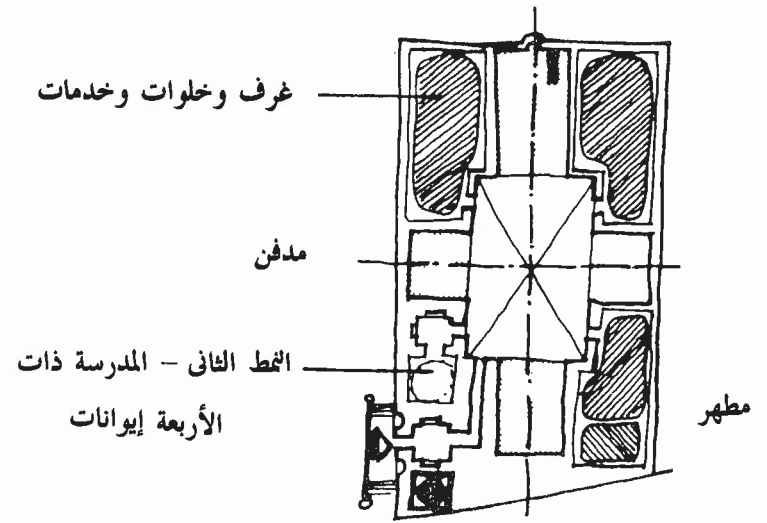 غرف وخلوات وخدمات
مدفن
النمط الثانى – المدرسة ذات
الأربعة إيوانات
مطهر